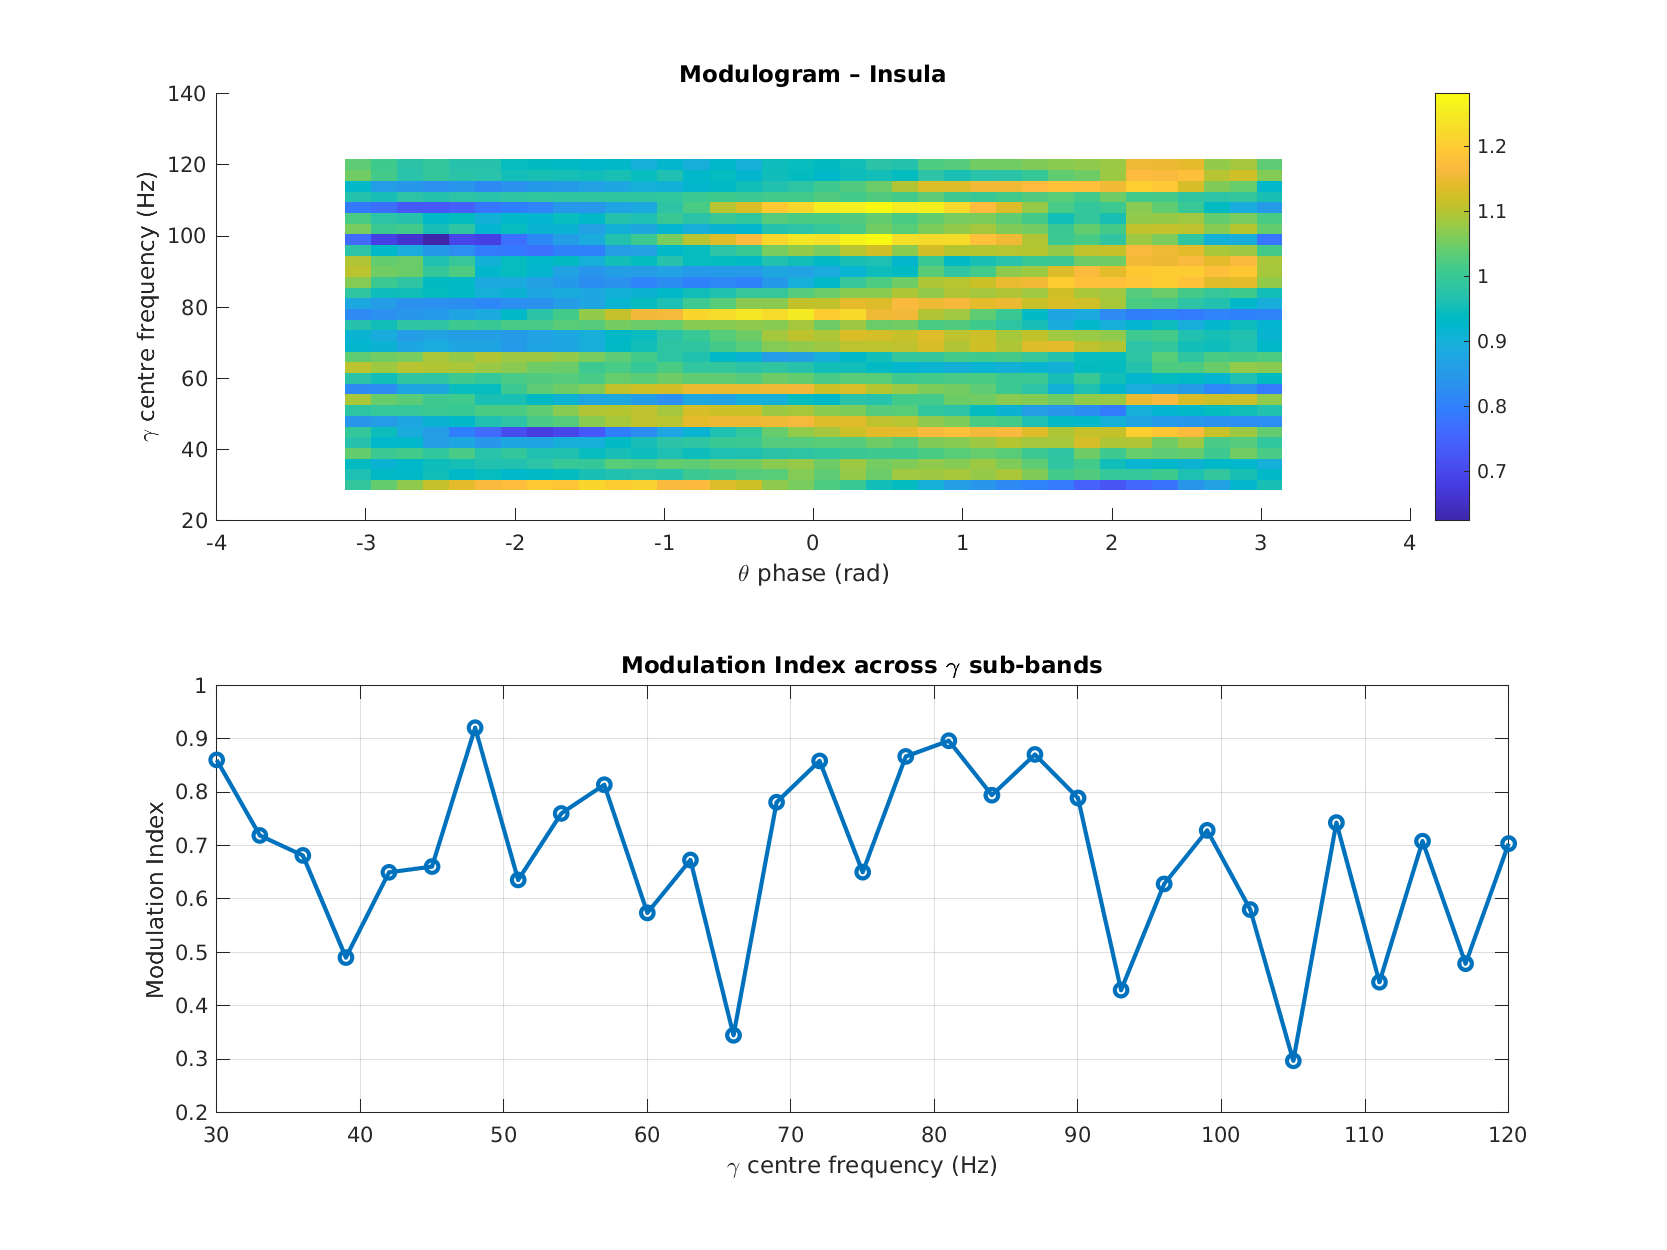 Modulogram – Insula
140
120
100
80
60
40
20
γ centre frequency (Hz)
-4 -3 -2 -1 0 1 2 3 4
θ phase (rad)
1.2
1.1
1
0.9
0.8
0.7
Modulation Index across γ sub-bands
1
0.9
0.8
0.7
0.6
0.5
0.4
0.3
0.2
Modulation Index
30 40 50 60 70 80 90 100 110 120
γ centre frequency (Hz)